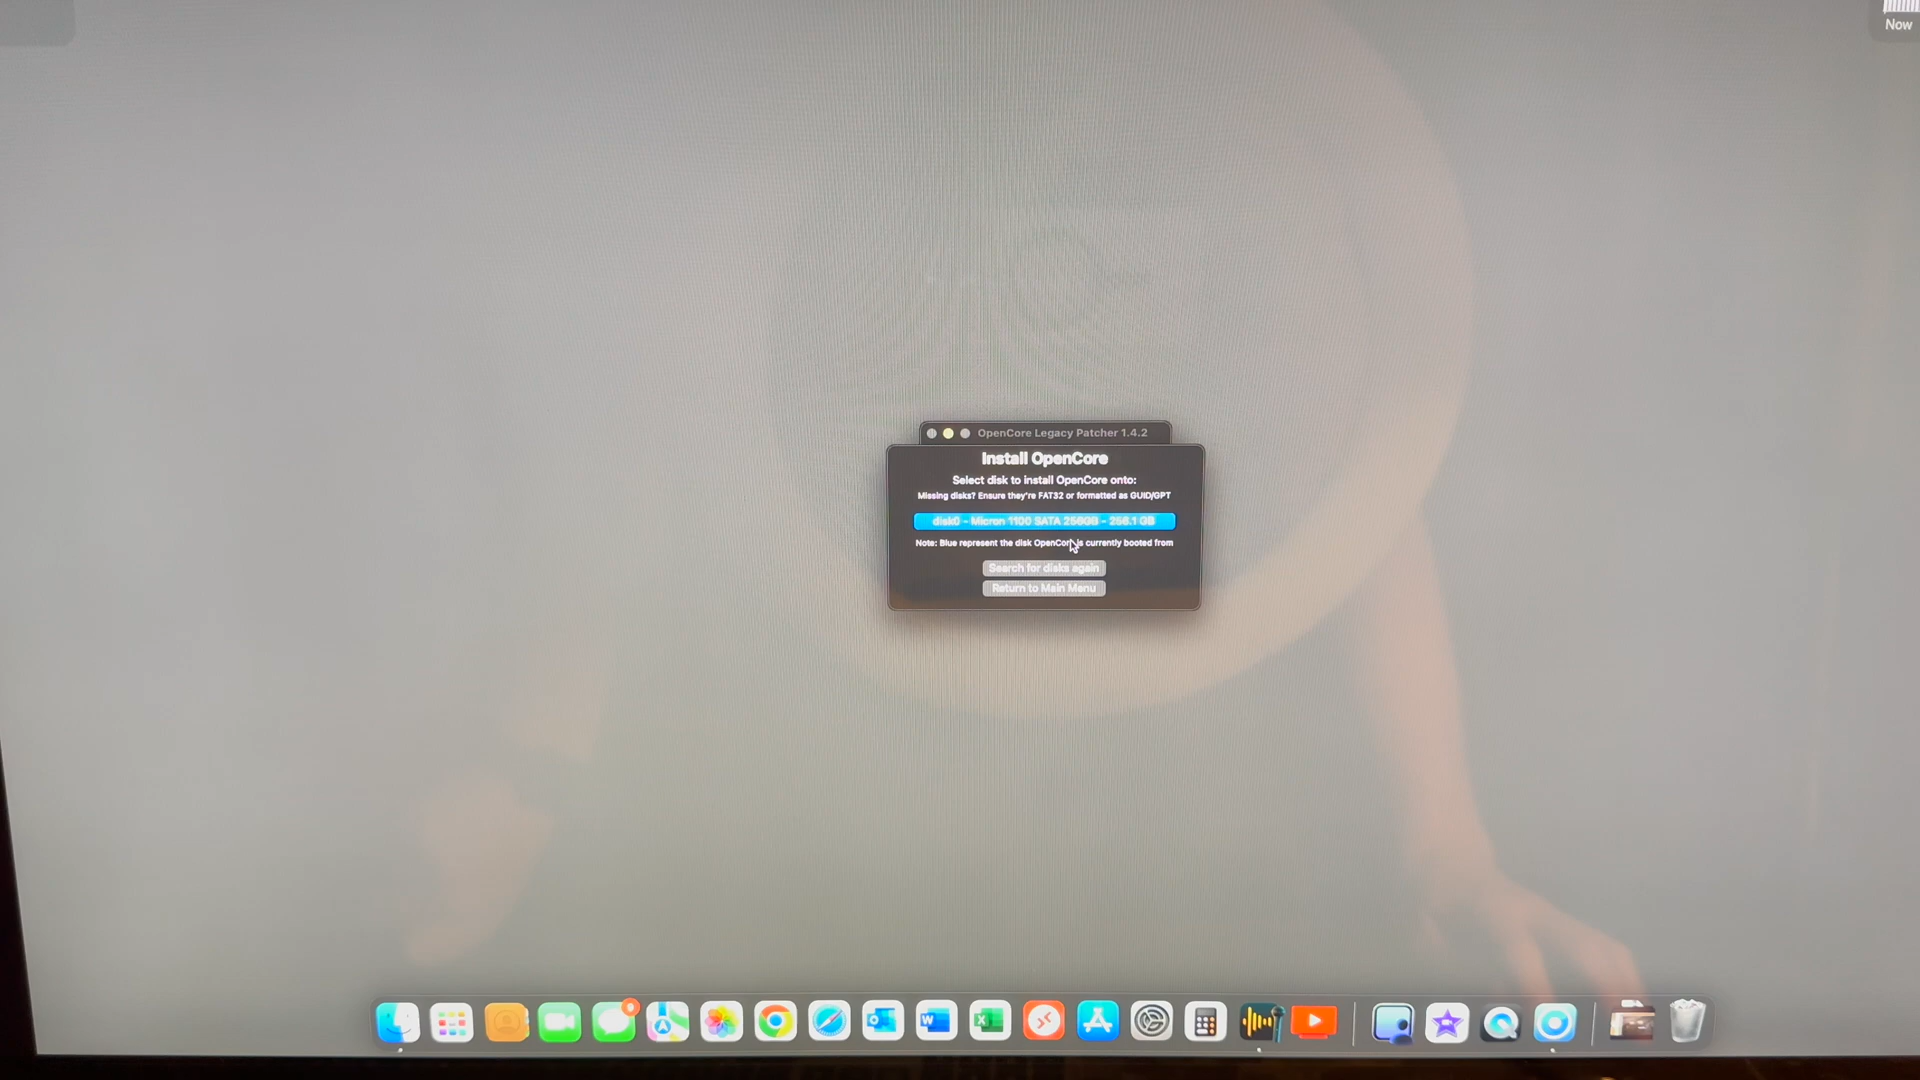 Now
OpenCore Legacy Patcher 1.4.2
Install OpenCore
Select disk to install OpenCore onto:
Missing disks? Ensure they're FAT32 or formatted as GUID/GPT
disk0 - Micron 1100 SATA 256GB - 256.1 GB
Note: Blue represent the disk OpenCore is currently booted from
Search for disks again
Return to Main Menu